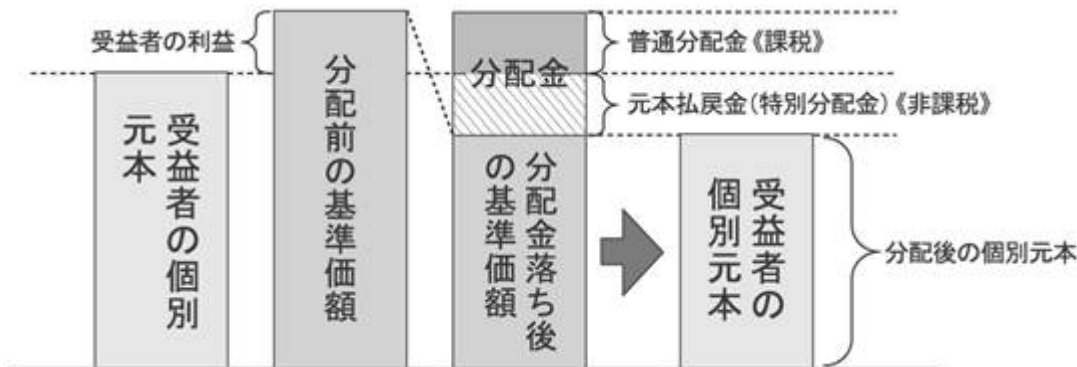 受益者の利益
受益者の個別
元本
分配前の基準価額
分配金
分配金落ち後
の基準価額
普通分配金《課税》
元本払戻金(特別分配金)《非課税》
受益者の
個別元本
分配後の個別元本